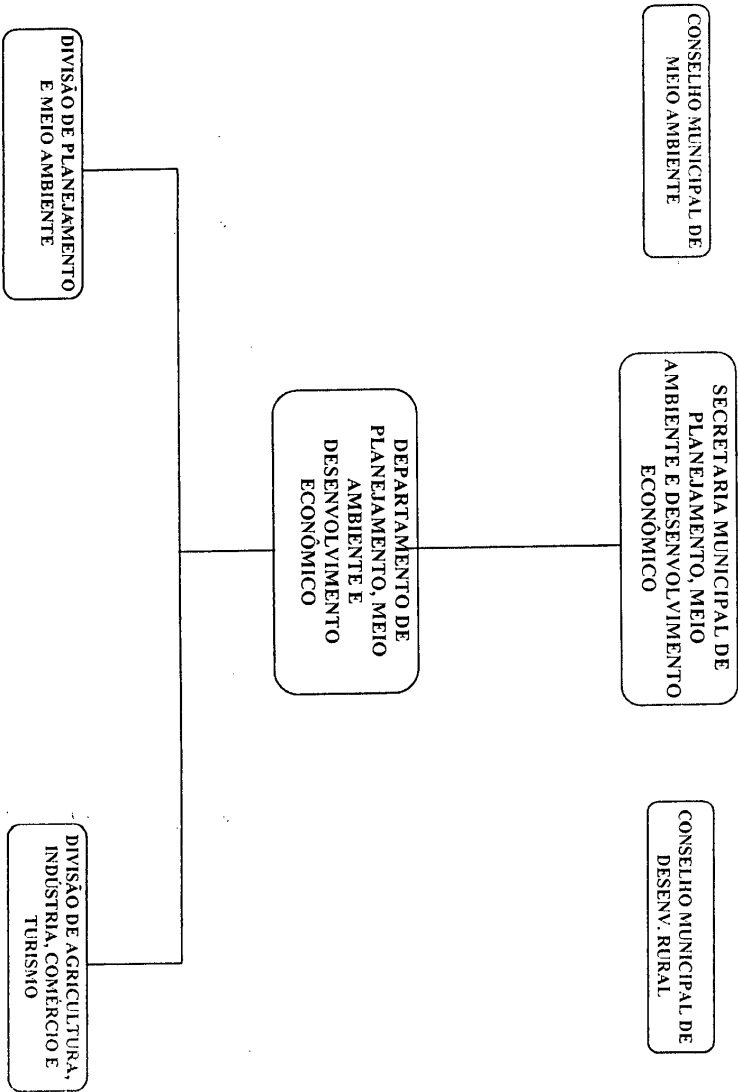 CONSELHO MUNICIPAL DE
MEIO AMBIENTE
SECRETARIA MUNICIPAL DE
PLANEJAMENTO, MEIO
AMBIENTE E DESENVOLVIMENTO
ECONÔMICO
CONSELHO MUNICIPAL DE
DESENV. RURAL
DEPARTAMENTO DE
PLANEJAMENTO, MEIO
AMBIENTE E
DESENVOLVIMENTO
ECONÔMICO
DIVISÃO DE PLANEJAMENTO
E MEIO AMBIENTE
DIVISÃO DE AGRICULTURA,
INDÚSTRIA, COMÉRCIO E
TURISMO